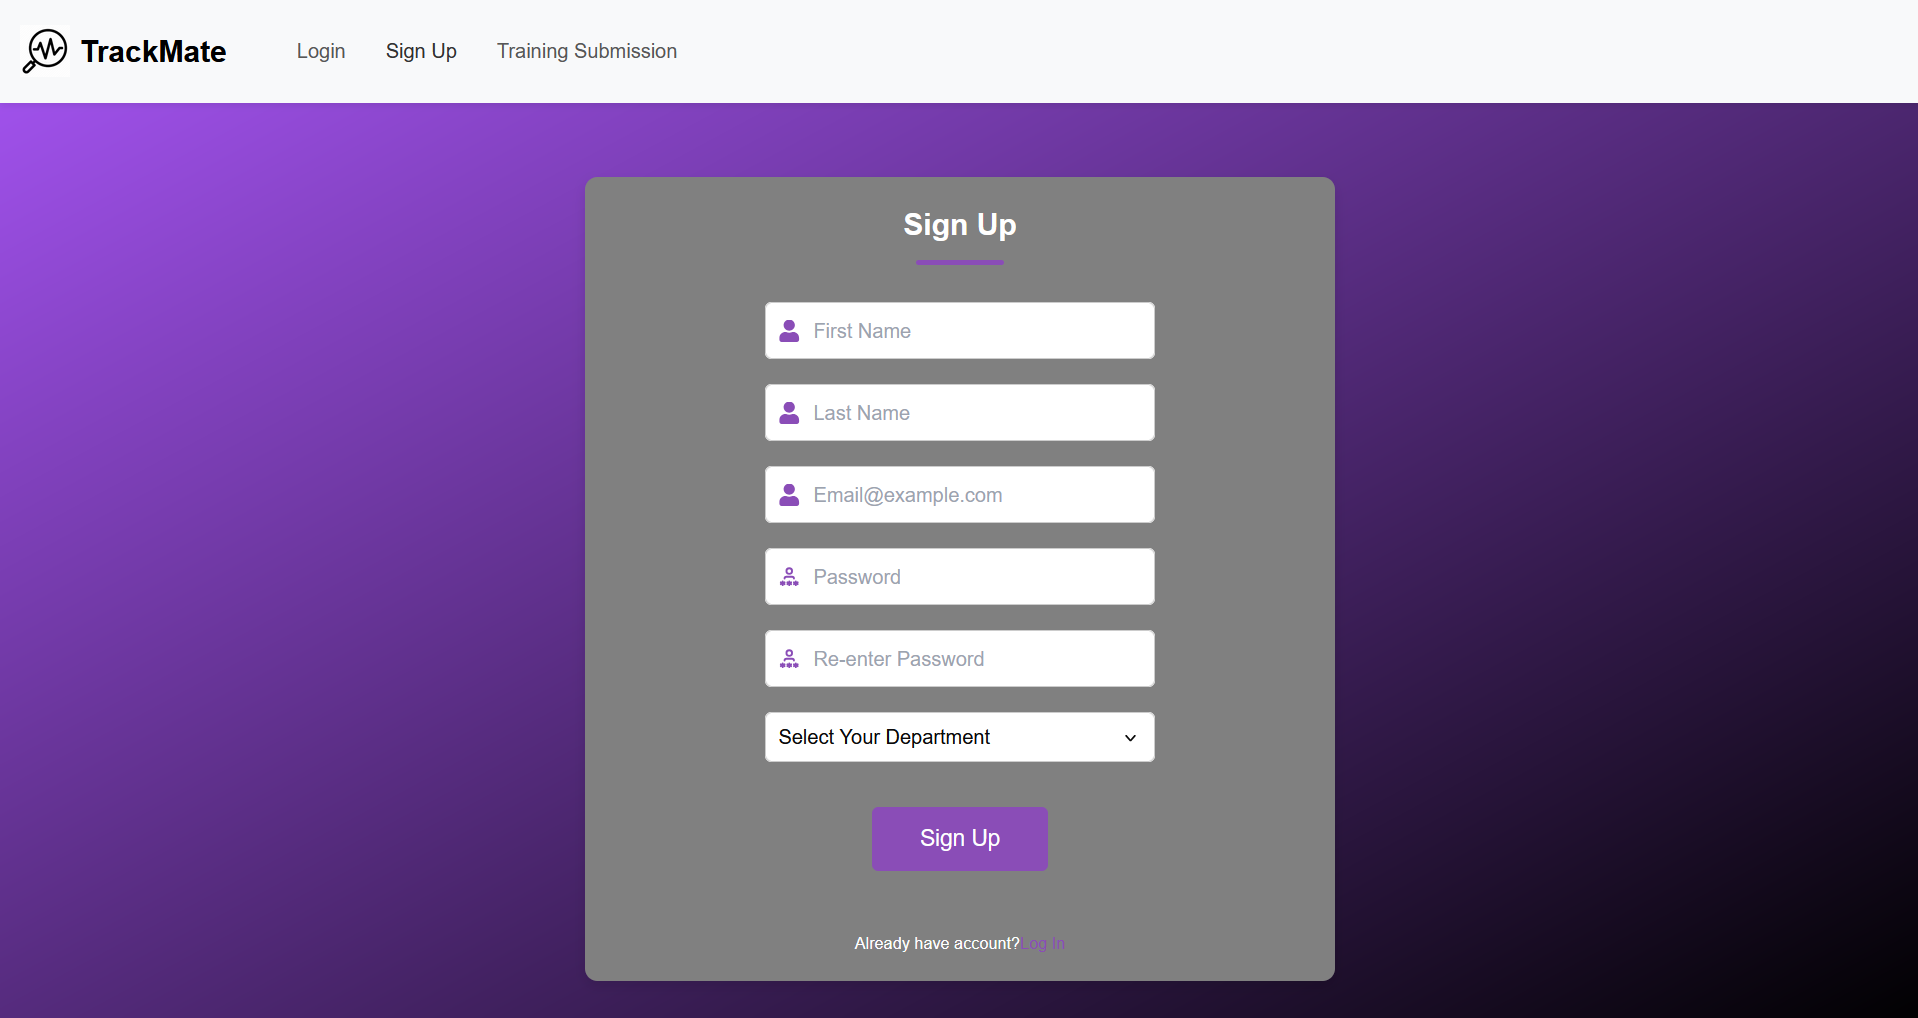 TrackMate
Login
Sign Up
Training Submission
Sign Up
First Name
Last Name
Email@example.com
Password
Re-enter Password
Select Your Department
Sign Up
Already have account?Log In